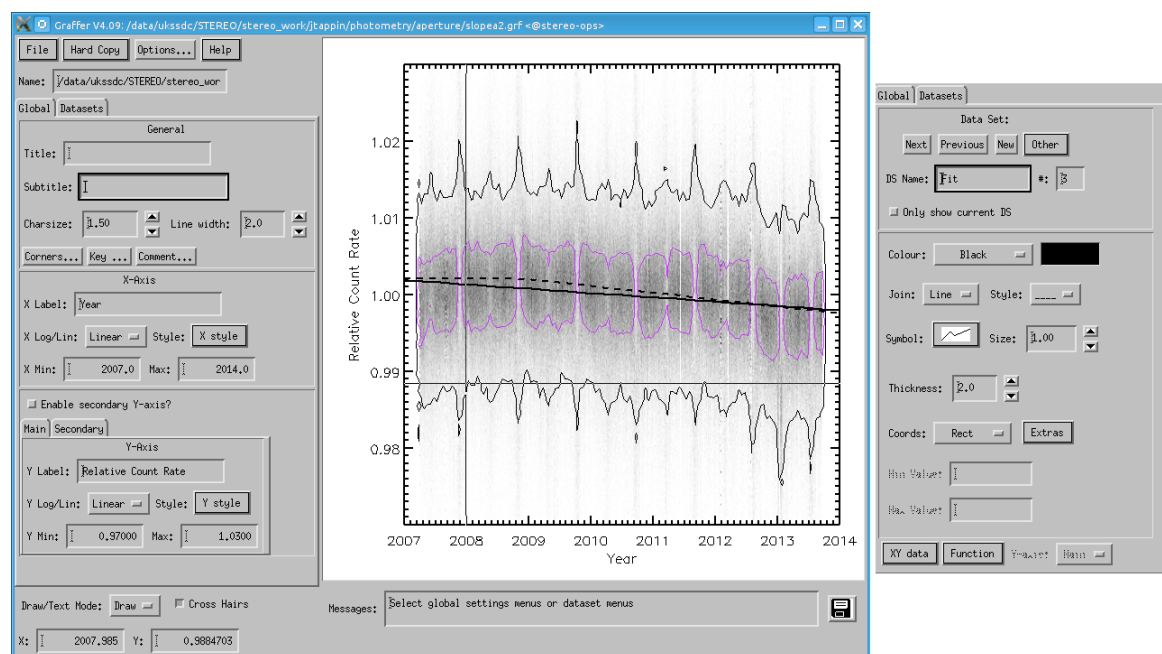 Graffer V4.09: /data/ukssdc/STEREO/stereo_work/jtappin/photometry/aperture/slopea2.grf <@stereo-ops>
File Hard Copy Options... Help
Name: /data/ukssdc/STEREO/stereo_wor
Global Datasets
General
Title:
Subtitle:
Charsize: 1.50 Line width: 2.0
Corners... Key ... Comment...
X-Axis
X Label: Year
X Log/Lin: Linear Style: X style
X Min: 2007.0 Max: 2014.0
Enable secondary Y-axis?
Main Secondary
Y-Axis
Y Label: Relative Count Rate
Y Log/Lin: Linear Style: Y style
Y Min: 0.97000 Max: 1.0300
Draw/Text Mode: Draw Cross Hairs
X: 2007.985 Y: 0.9884703
Relative Count Rate
1.02
1.01
1.00
0.99
0.98
2007 2008 2009 2010 2011 2012 2013 2014
Year
Messages: Select global settings menus or dataset menus
Global Datasets
Data Set:
Next Previous New Other
DS Name: Fit #: 3
Only show current DS
Colour: Black
Join: Line Style: ____
Symbol: Size: 1.00
Thickness: 2.0
Coords: Rect Extras
Min Value:
Max Value:
XY data Function Y-axis: Main